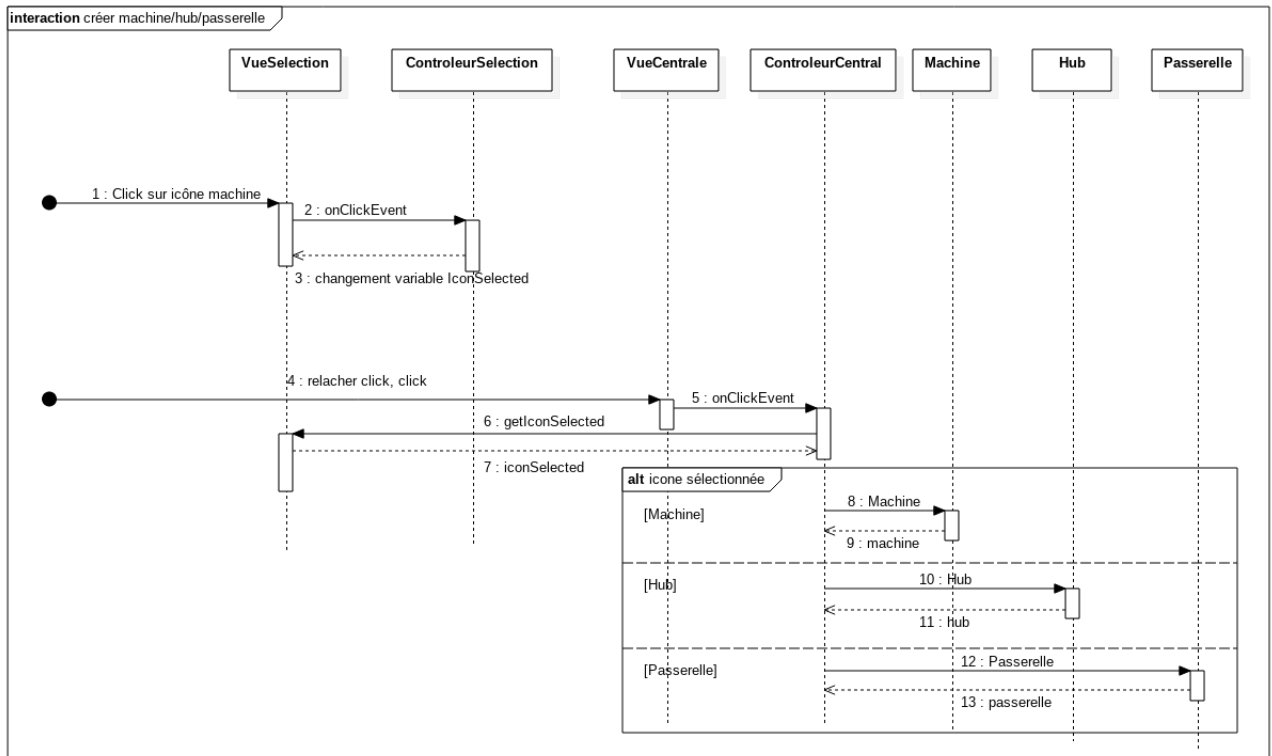 interaction créer machine/hub/passerelle
VueSelection
ControleurSelection
VueCentrale
ControleurCentral
Machine
Hub
Passerelle
1 : Click sur icône machine
2 : onClickEvent
3 : changement variable IconSelected
4 : relacher click, click
5 : onClickEvent
6 : getIconSelected
7 : iconSelected
alt icone sélectionnée
8 : Machine
[Machine]
9 : machine
10 : Hub
[Hub]
11 : hub
12 : Passerelle
[Passerelle]
13 : passerelle